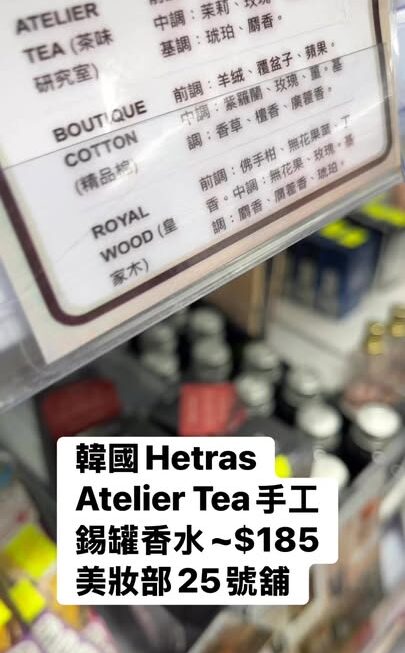 ATELIER
TEA (茶味
研究室)
中調：茉莉、玫瑰
基調：琥珀、麝香。
BOUTIQUE
COTTON
(精品綿)
前調：羊絨、覆盆子、蘋果。
中調：紫羅蘭、玫瑰、薑。基
調：香草、檀香、廣藿香。
ROYAL
WOOD (皇
家木)
前調：佛手柑、無花果葉、丁
香。中調：無花果、玫瑰。基
調：麝香、廣藿香、琥珀。
韓國 Hetras
Atelier Tea 手工
錫罐香水 ~$185
美妝部 25 號舖